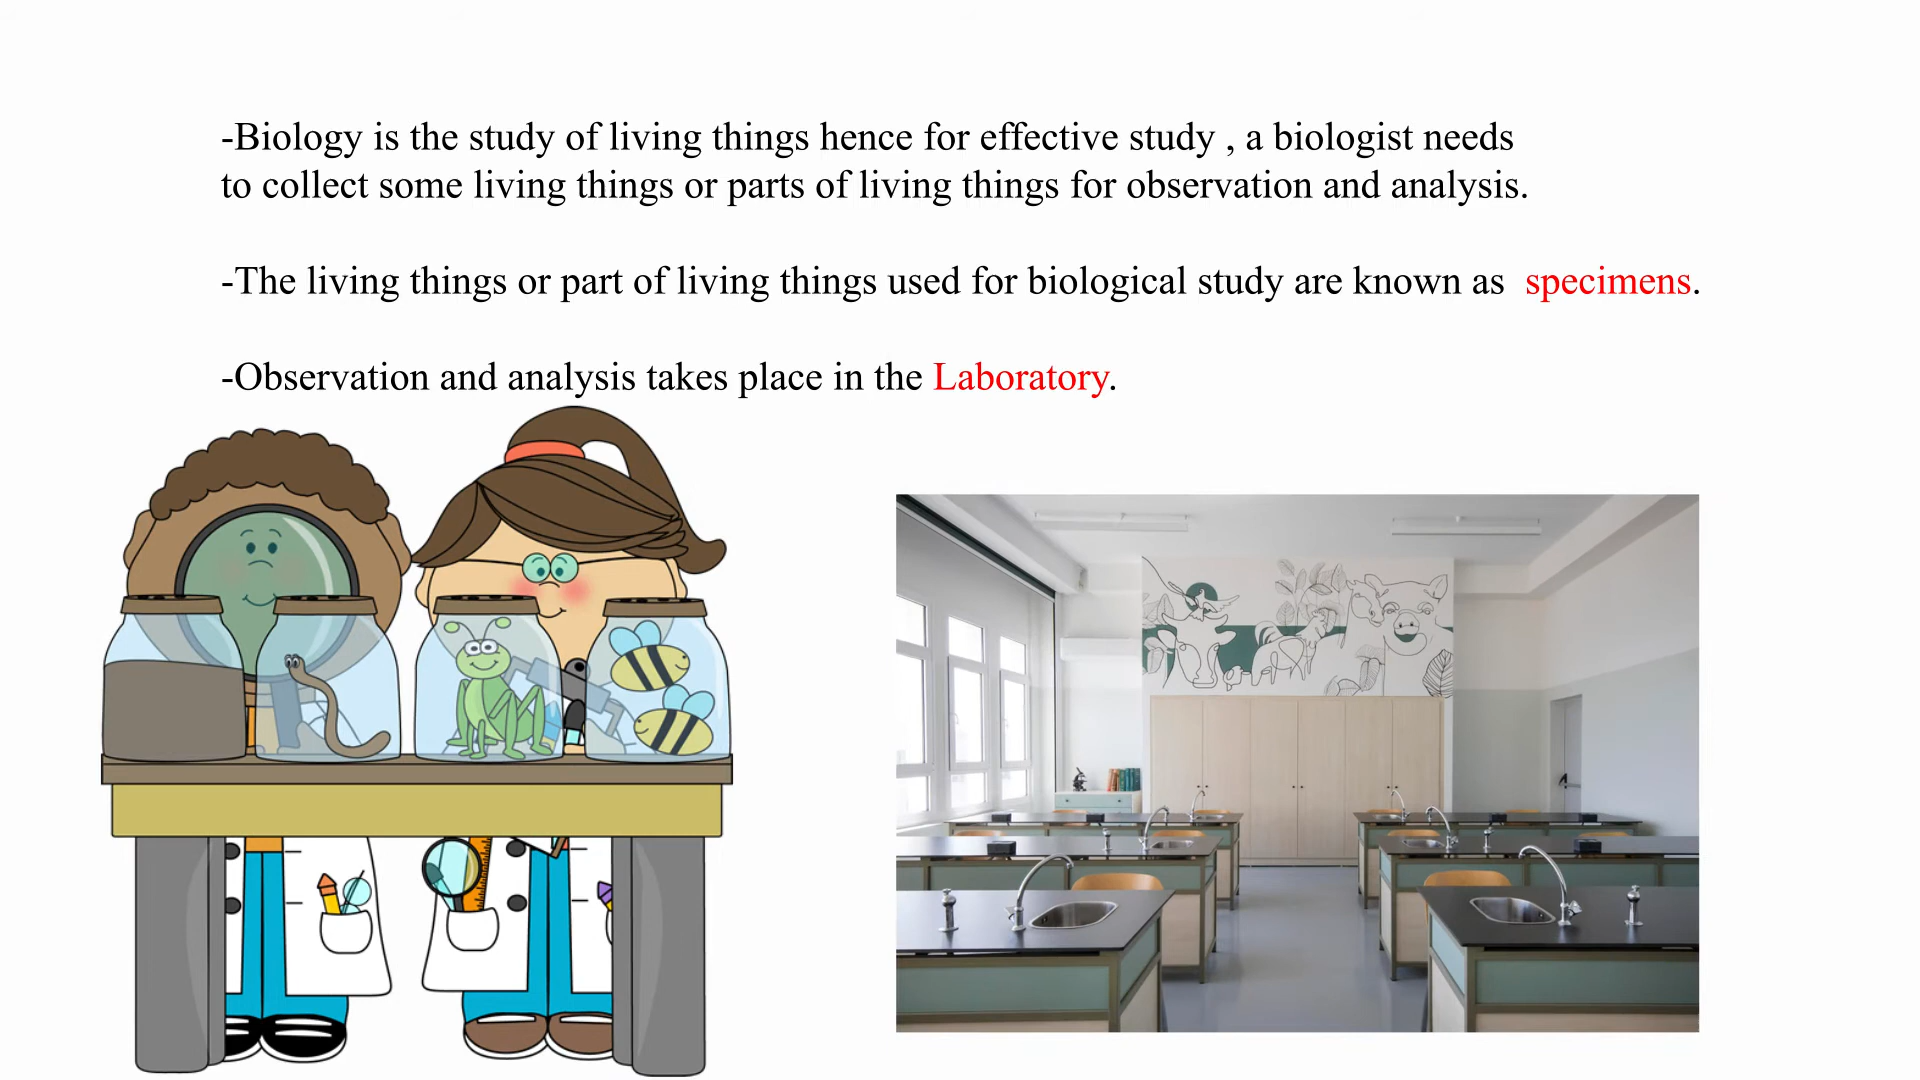 -Biology is the study of living things hence for effective study , a biologist needs
to collect some living things or parts of living things for observation and analysis.
-The living things or part of living things used for biological study are known as specimens.
-Observation and analysis takes place in the Laboratory.